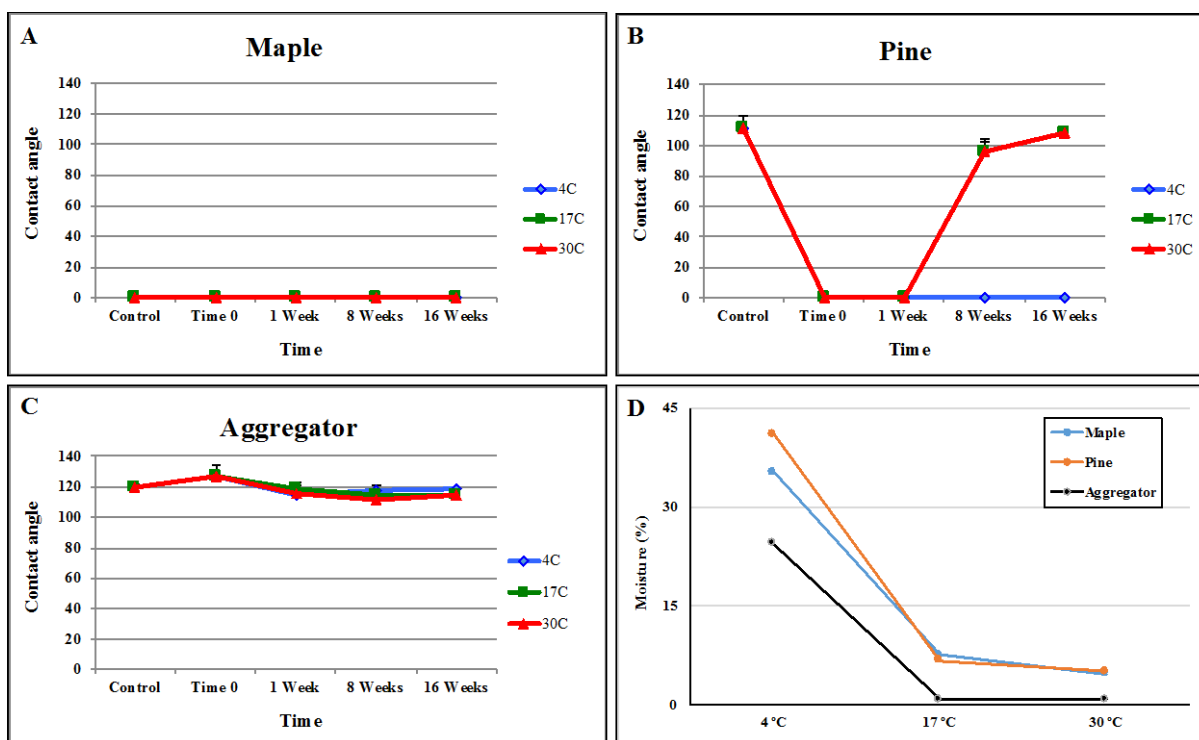 A
Maple
Contact angle
140
120
100
80
60
40
20
0
Control Time 0 1 Week 8 Weeks 16 Weeks
Time
4C
17C
30C
B
Pine
Contact angle
140
120
100
80
60
40
20
0
Control Time 0 1 Week 8 Weeks 16 Weeks
Time
4C
17C
30C
C
Aggregator
Contact angle
140
120
100
80
60
40
20
0
Control Time 0 1 Week 8 Weeks 16 Weeks
Time
4C
17C
30C
D
Moisture (%)
45
30
15
0
4 °C 17 °C 30 °C
Maple
Pine
Aggregator